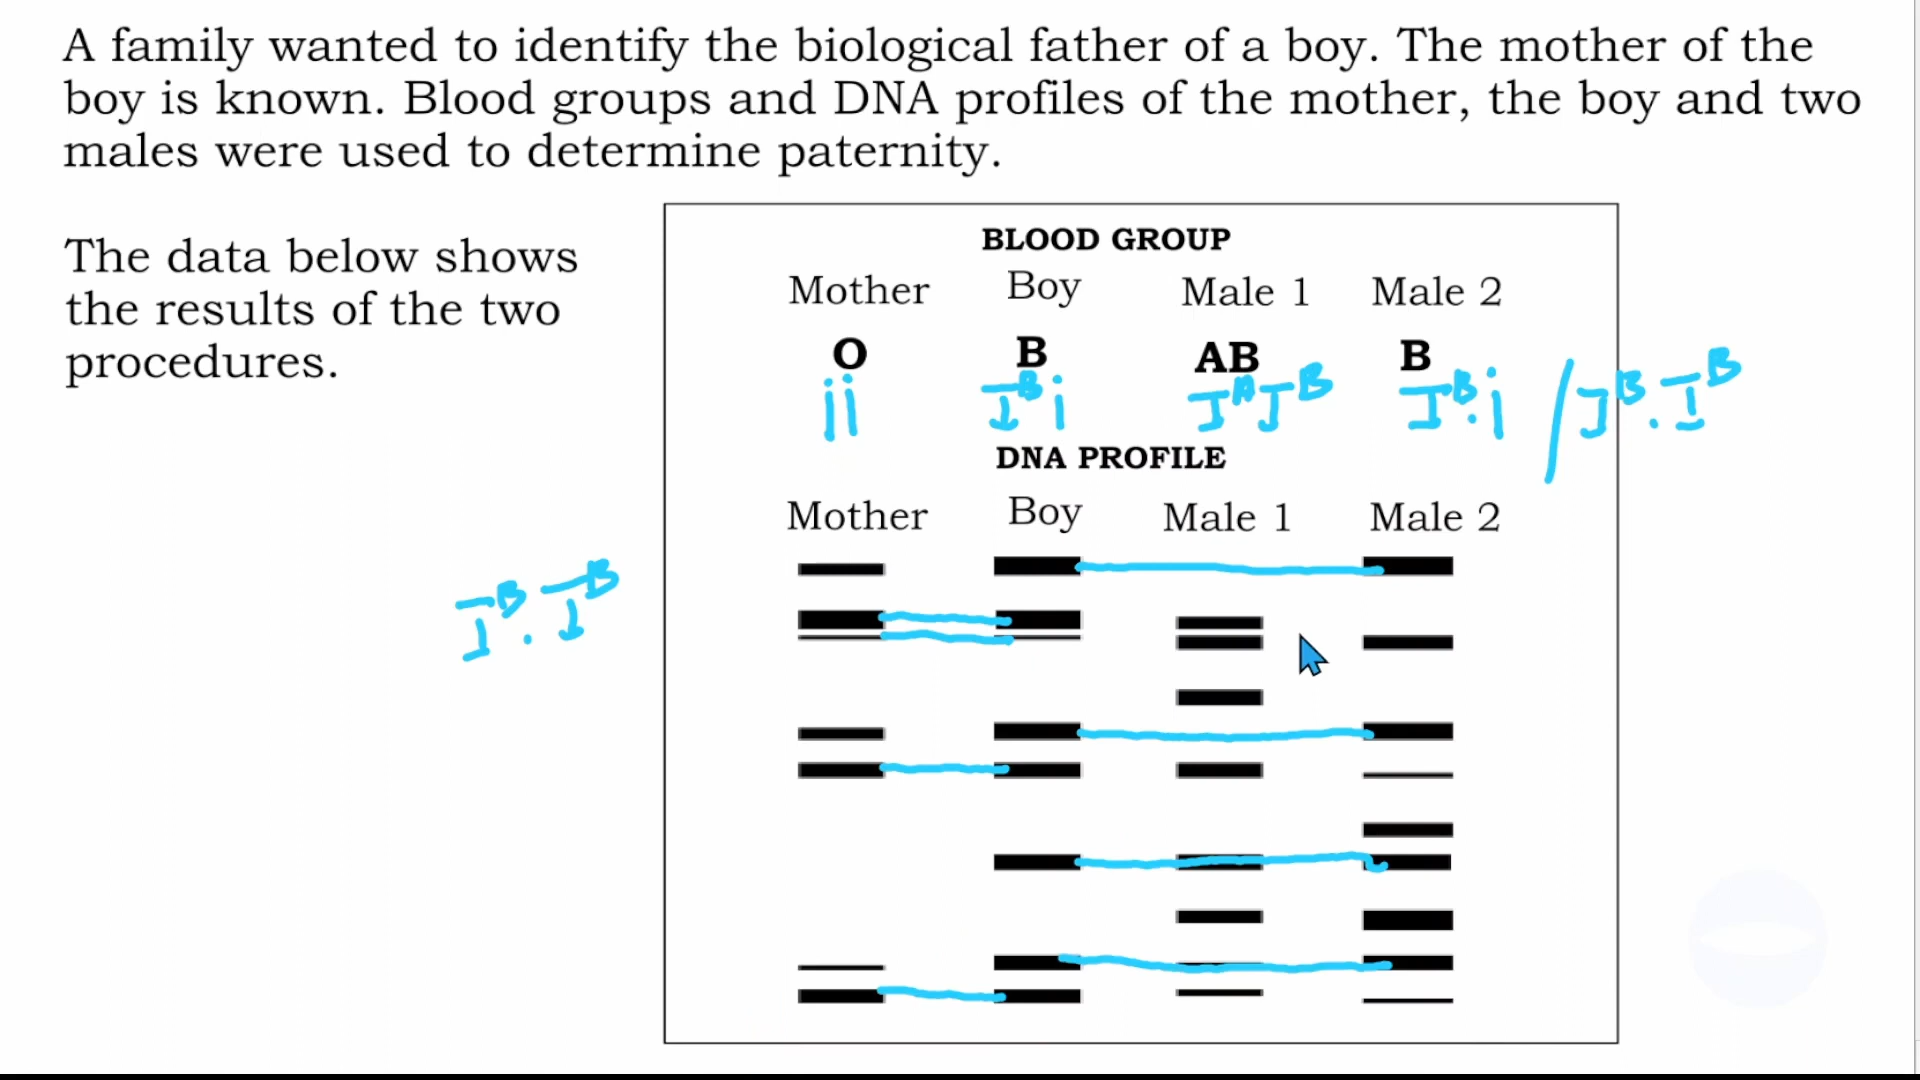 A family wanted to identify the biological father of a boy. The mother of the
boy is known. Blood groups and DNA profiles of the mother, the boy and two
males were used to determine paternity.
The data below shows
the results of the two
procedures.
BLOOD GROUP
Mother Boy Male 1 Male 2
O B AB B
ii I^B i I^A I^B I^B.i / I^B.I^B
DNA PROFILE
Mother Boy Male 1 Male 2
I^B.I^B